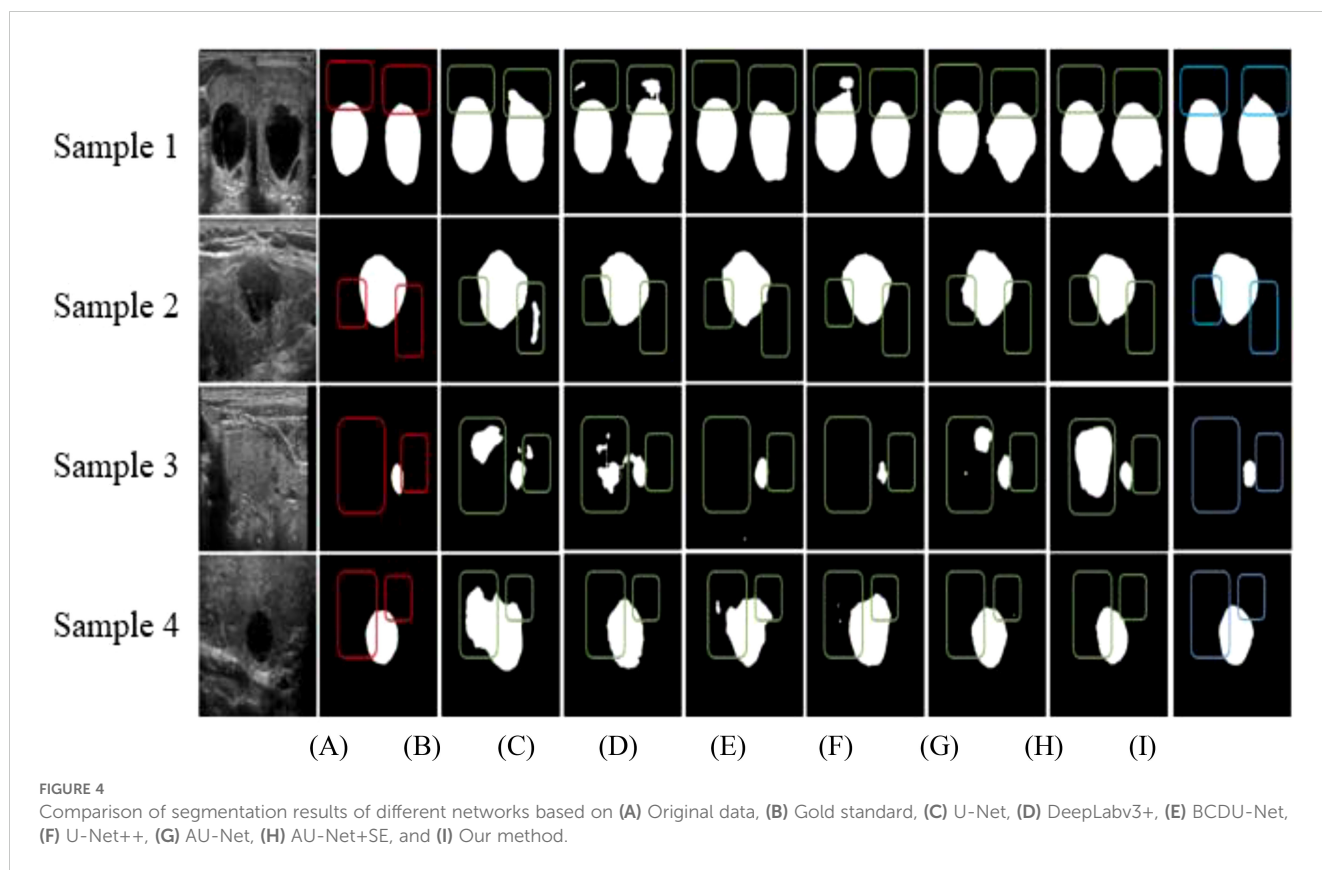 Sample 1
Sample 2
Sample 3
Sample 4
(A) (B) (C) (D) (E) (F) (G) (H) (I)
FIGURE 4
Comparison of segmentation results of different networks based on (A) Original data, (B) Gold standard, (C) U-Net, (D) DeepLabv3+, (E) BCDU-Net,
(F) U-Net++, (G) AU-Net, (H) AU-Net+SE, and (I) Our method.